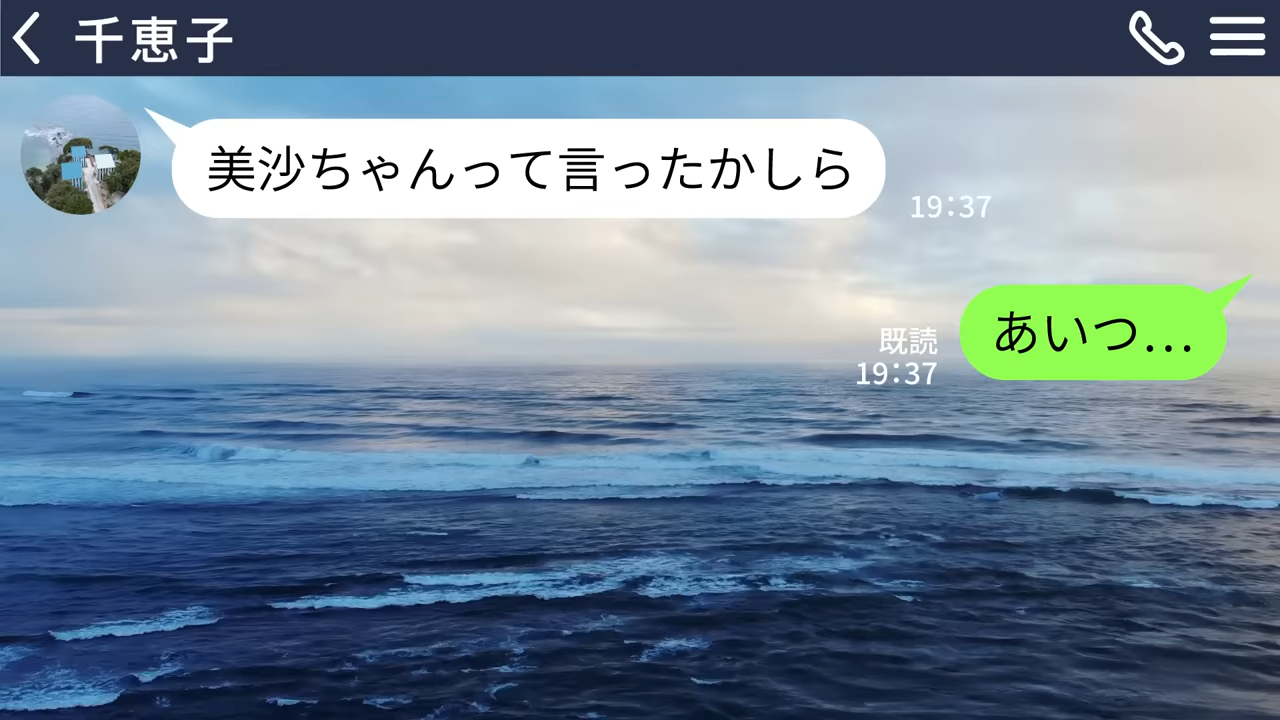 千恵子
美沙ちゃんって言ったかしら
19:37
あいつ…
既読
19:37